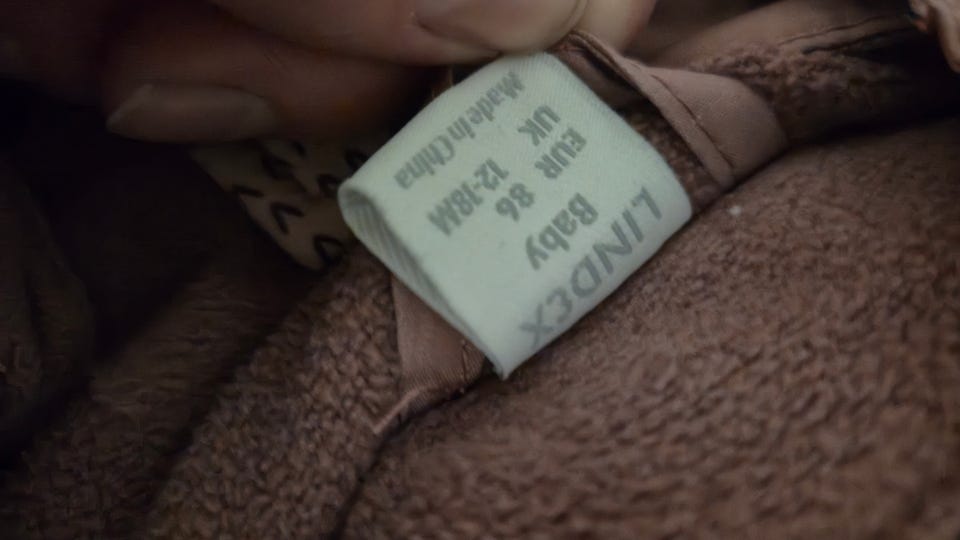 LINDEX
Baby
EUR 86
UK 12-18M
Made in China